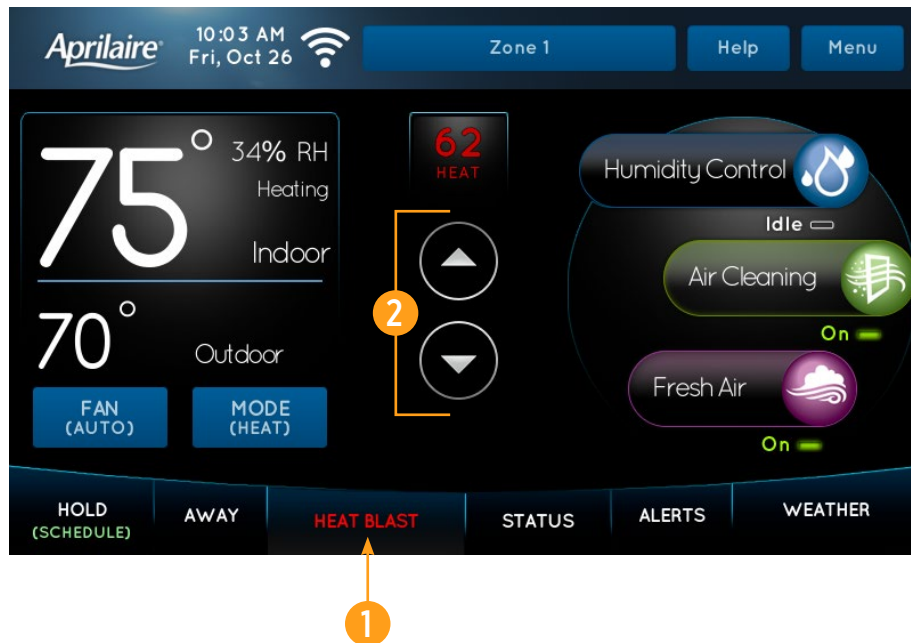 Aprilaire
10:03 AM
Fri, Oct 26
Zone 1
Help
Menu
75°
34% RH
Heating
Indoor
70°
Outdoor
FAN
(AUTO)
MODE
(HEAT)
62
HEAT
2
Humidity Control
Idle
Air Cleaning
On
Fresh Air
On
HOLD
(SCHEDULE)
AWAY
HEAT BLAST
STATUS
ALERTS
WEATHER
1